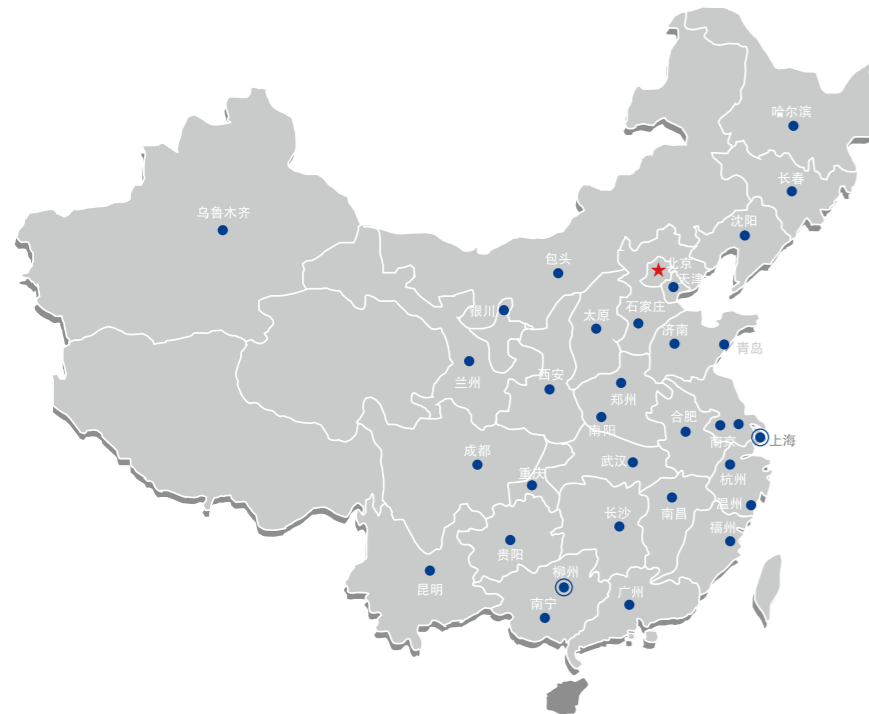 哈尔滨
长春
乌鲁木齐
沈阳
包头
北京
天津
银川
石家庄
太原
济南
青岛
兰州
西安
郑州
合肥
南阳
南京
上海
成都
武汉
重庆
杭州
温州
长沙
南昌
福州
贵阳
柳州
昆明
广州
南宁